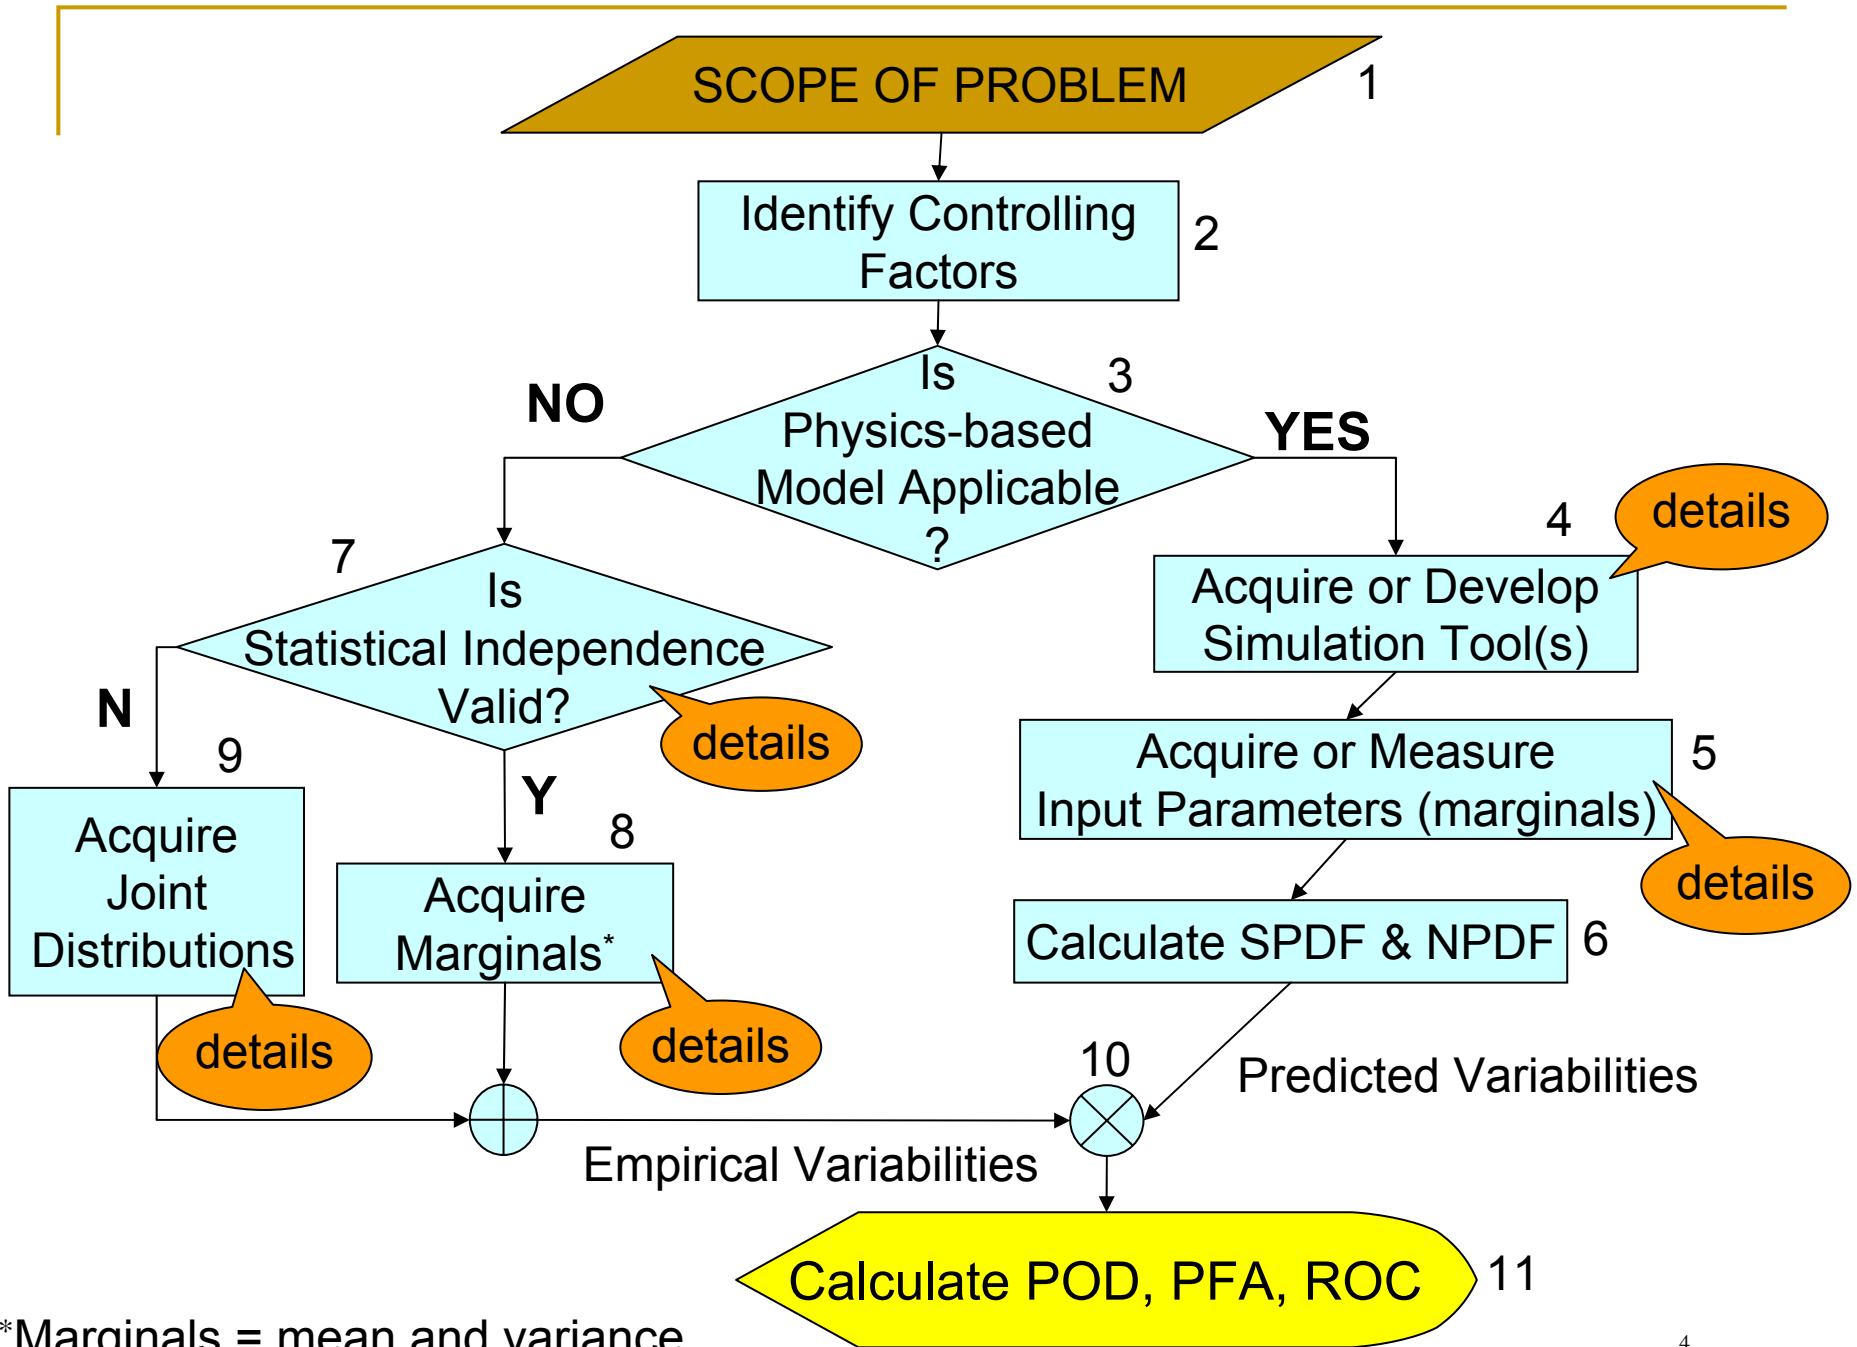 SCOPE OF PROBLEM
1
Identify Controlling
Factors
2
Is
Physics-based
Model Applicable
?
3
NO
YES
4
details
Acquire or Develop
Simulation Tool(s)
7
Is
Statistical Independence
Valid?
details
N
Y
Acquire or Measure
Input Parameters (marginals)
5
details
9
Acquire
Joint
Distributions
details
8
Acquire
Marginals*
details
Calculate SPDF & NPDF
6
10
Predicted Variabilities
Empirical Variabilities
Calculate POD, PFA, ROC
11
*Marginals = mean and variance
4